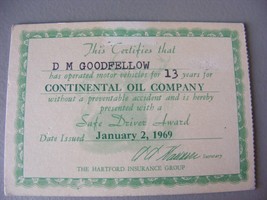 This Certifies that
D M GOODFELLOW
has operated motor vehicles for 13 years for
CONTINENTAL OIL COMPANY
without a preventable accident and is hereby
presented with a
Safe Driver Award
Date Issued January 2, 1969
Secretary
THE HARTFORD INSURANCE GROUP